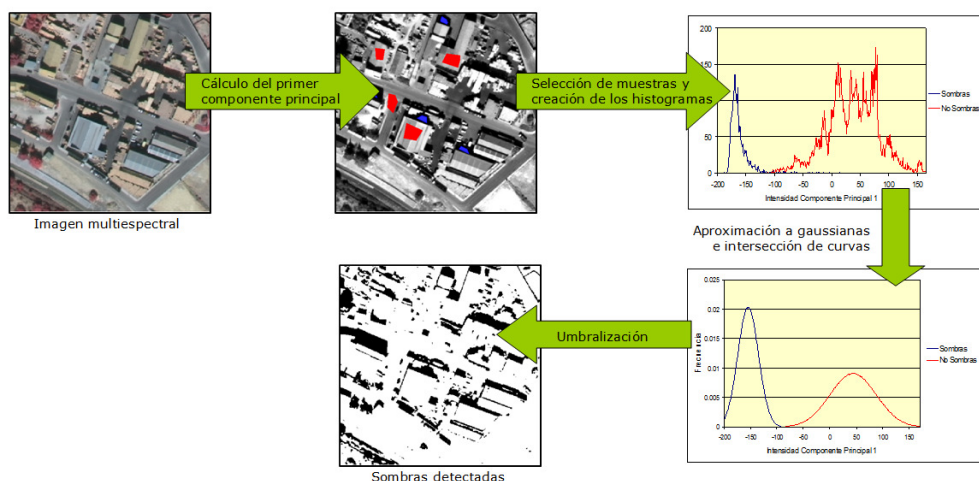 Cálculo del primer
componente principal
Selección de muestras y
creación de los histogramas
200
150
100
50
0
-200 -150 -100 -50 0 50 100 150
Intensidad Componente Principal 1
Sombras
No Sombras
Imagen multiespectral
Aproximación a gaussianas
e intersección de curvas
Umbralización
Frecuencia
0.025
0.02
0.015
0.01
0.005
0
-200 -150 -100 -50 0 50 100 150
Intensidad Componente Principal 1
Sombras
No Sombras
Sombras detectadas